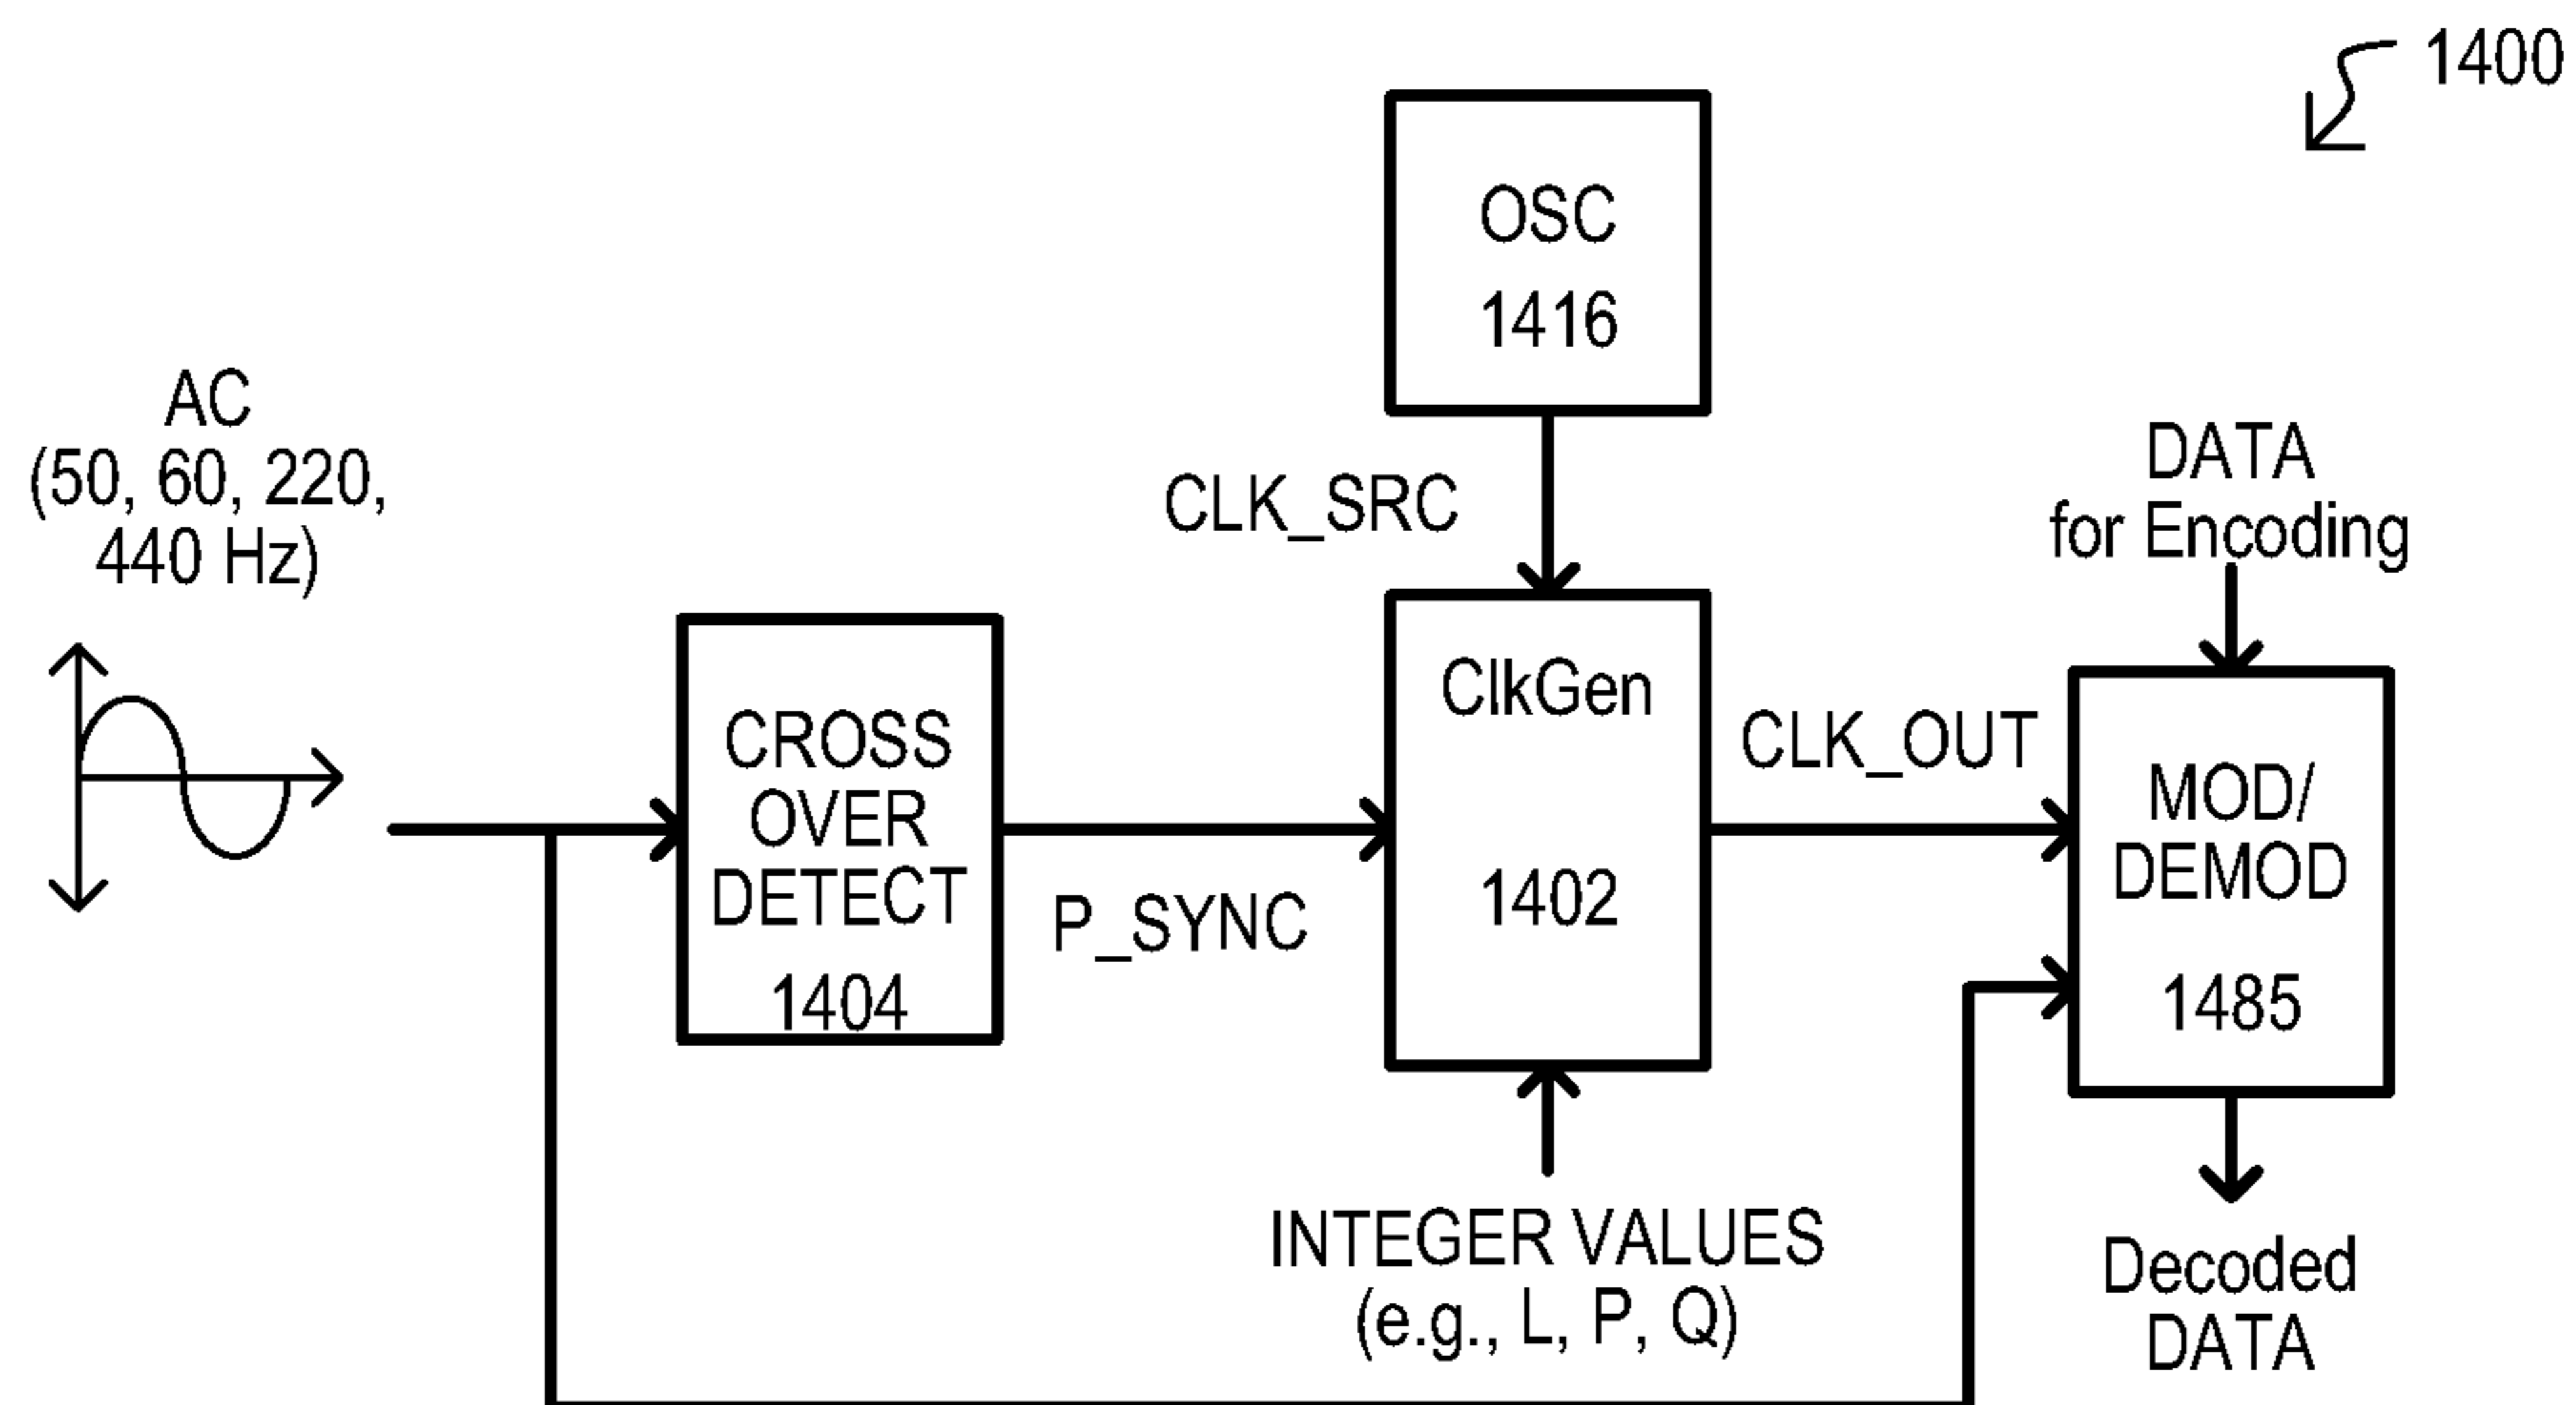 1400
OSC
1416
AC
(50, 60, 220,
440 Hz)
CLK_SRC
DATA
for Encoding
CROSS
OVER
DETECT
1404
P_SYNC
ClkGen
1402
CLK_OUT
MOD/
DEMOD
1485
INTEGER VALUES
(e.g., L, P, Q)
Decoded
DATA